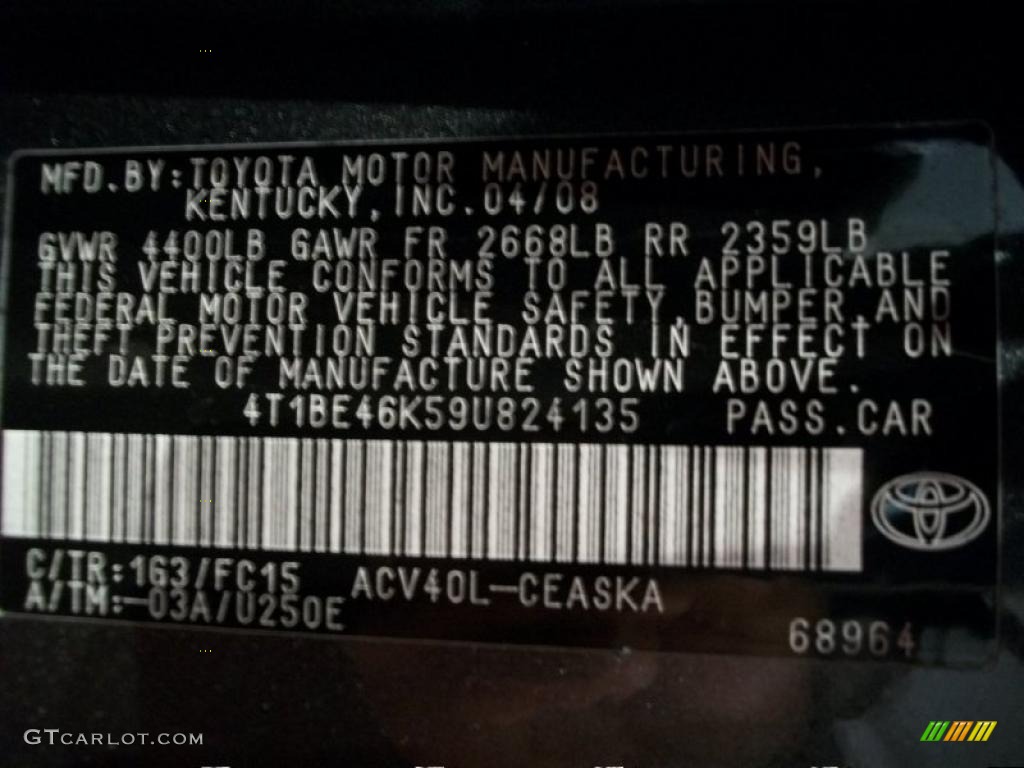 MFD.BY:TOYOTA MOTOR MANUFACTURING,
KENTUCKY,INC.04/08
GVWR 4400LB GAWR FR 2668LB RR 2359LB
THIS VEHICLE CONFORMS TO ALL APPLICABLE
FEDERAL MOTOR VEHICLE SAFETY,BUMPER,AND
THEFT PREVENTION STANDARDS IN EFFECT ON
THE DATE OF MANUFACTURE SHOWN ABOVE.
4T1BE46K59U824135 PASS.CAR
C/TR:163/FC15 ACV40L-CEASKA
A/TM:-03A/U250E
68964
GTCARLOT.COM